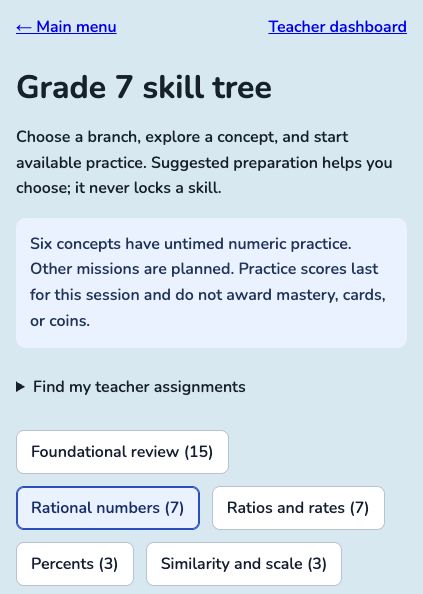 ← Main menu
Teacher dashboard
Grade 7 skill tree
Choose a branch, explore a concept, and start
available practice. Suggested preparation helps you
choose; it never locks a skill.
Six concepts have untimed numeric practice.
Other missions are planned. Practice scores last
for this session and do not award mastery, cards,
or coins.
▶ Find my teacher assignments
Foundational review (15)
Rational numbers (7)
Ratios and rates (7)
Percents (3)
Similarity and scale (3)